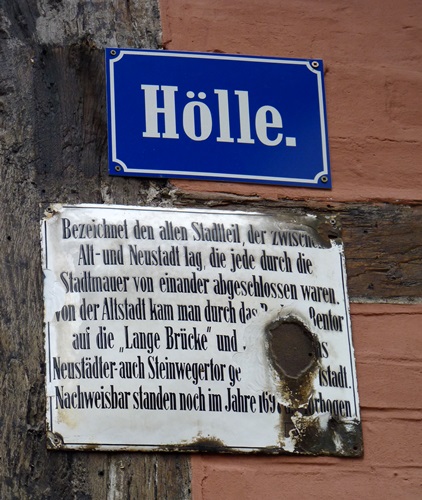 Hölle.
Bezeichnet den alten Stadtteil, der zwischen
Alt- und Neustadt lag, die jede durch die
Stadtmauer von einander abgeschlossen waren.
von der Altstadt kam man durch das
auf die „Lange Brücke" und
Neustädter-auch Steinwegertor
Nachweisbar standen noch im Jahre